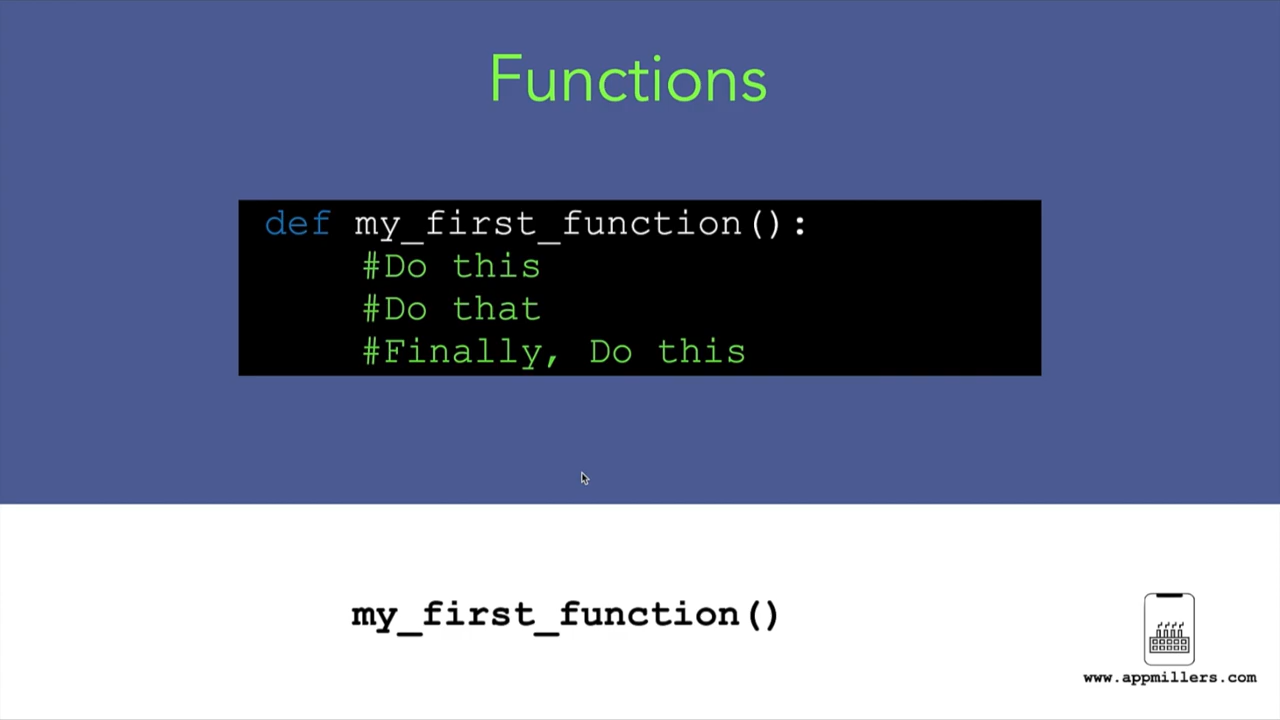 Functions
def my_first_function():
#Do this
#Do that
#Finally, Do this
my_first_function()
www.appmillers.com